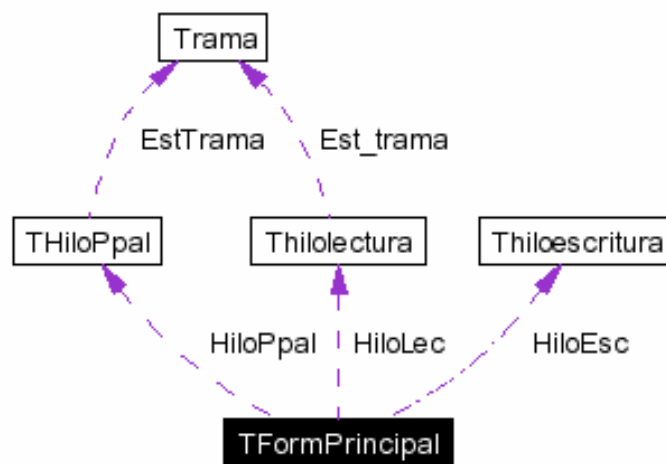 Trama
EstTrama
Est_trama
THiloPpal
Thilolectura
Thiloescritura
HiloPpal
HiloLec
HiloEsc
TFormPrincipal